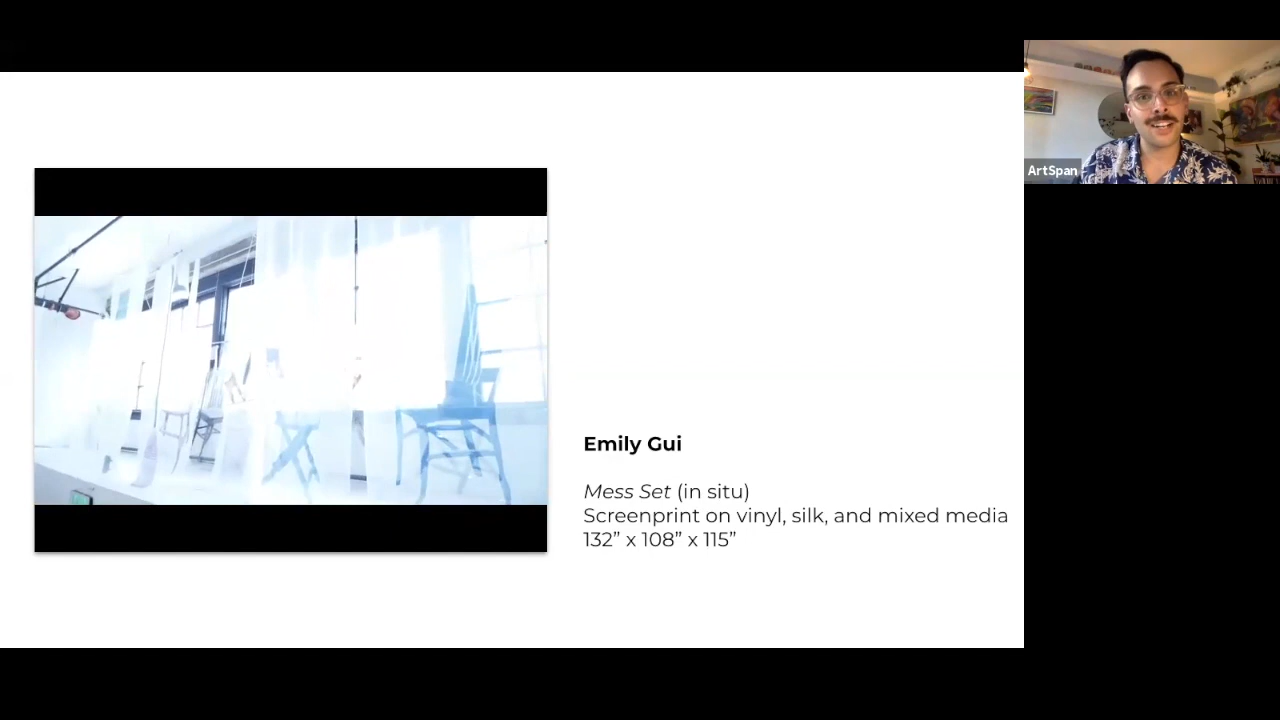 ArtSpan
Emily Gui
Mess Set (in situ)
Screenprint on vinyl, silk, and mixed media
132” x 108” x 115”